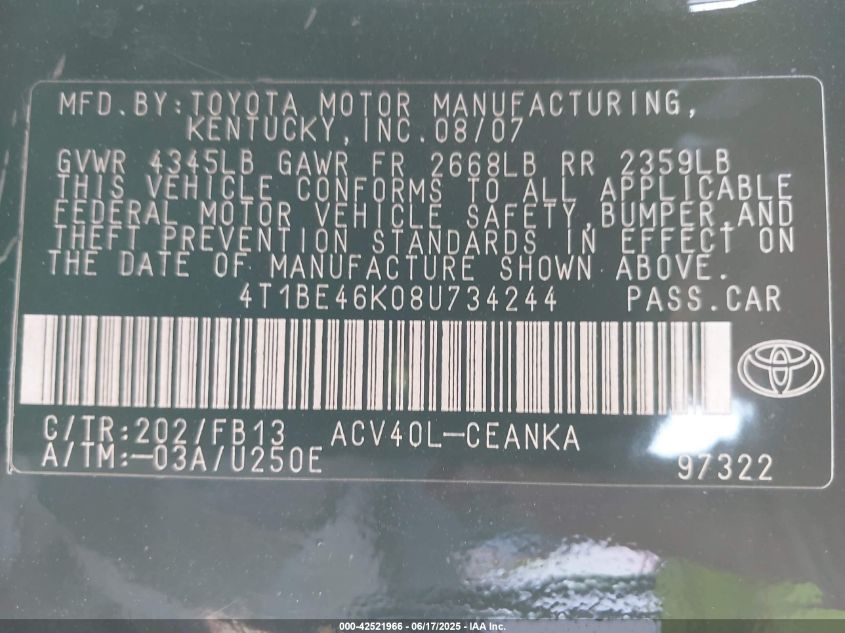 MFD.BY:TOYOTA MOTOR MANUFACTURING,
KENTUCKY,INC.08/07
GVWR 4345LB GAWR FR 2668LB RR 2359LB
THIS VEHICLE CONFORMS TO ALL APPLICABLE
FEDERAL MOTOR VEHICLE SAFETY,BUMPER,AND
THEFT PREVENTION STANDARDS IN EFFECT ON
THE DATE OF MANUFACTURE SHOWN ABOVE.
4T1BE46K08U734244 PASS.CAR
C/TR:202/FB13 ACV40L-CEANKA
A/TM:-03A/U250E 97322
000-42521966 - 06/17/2025 - IAA Inc.